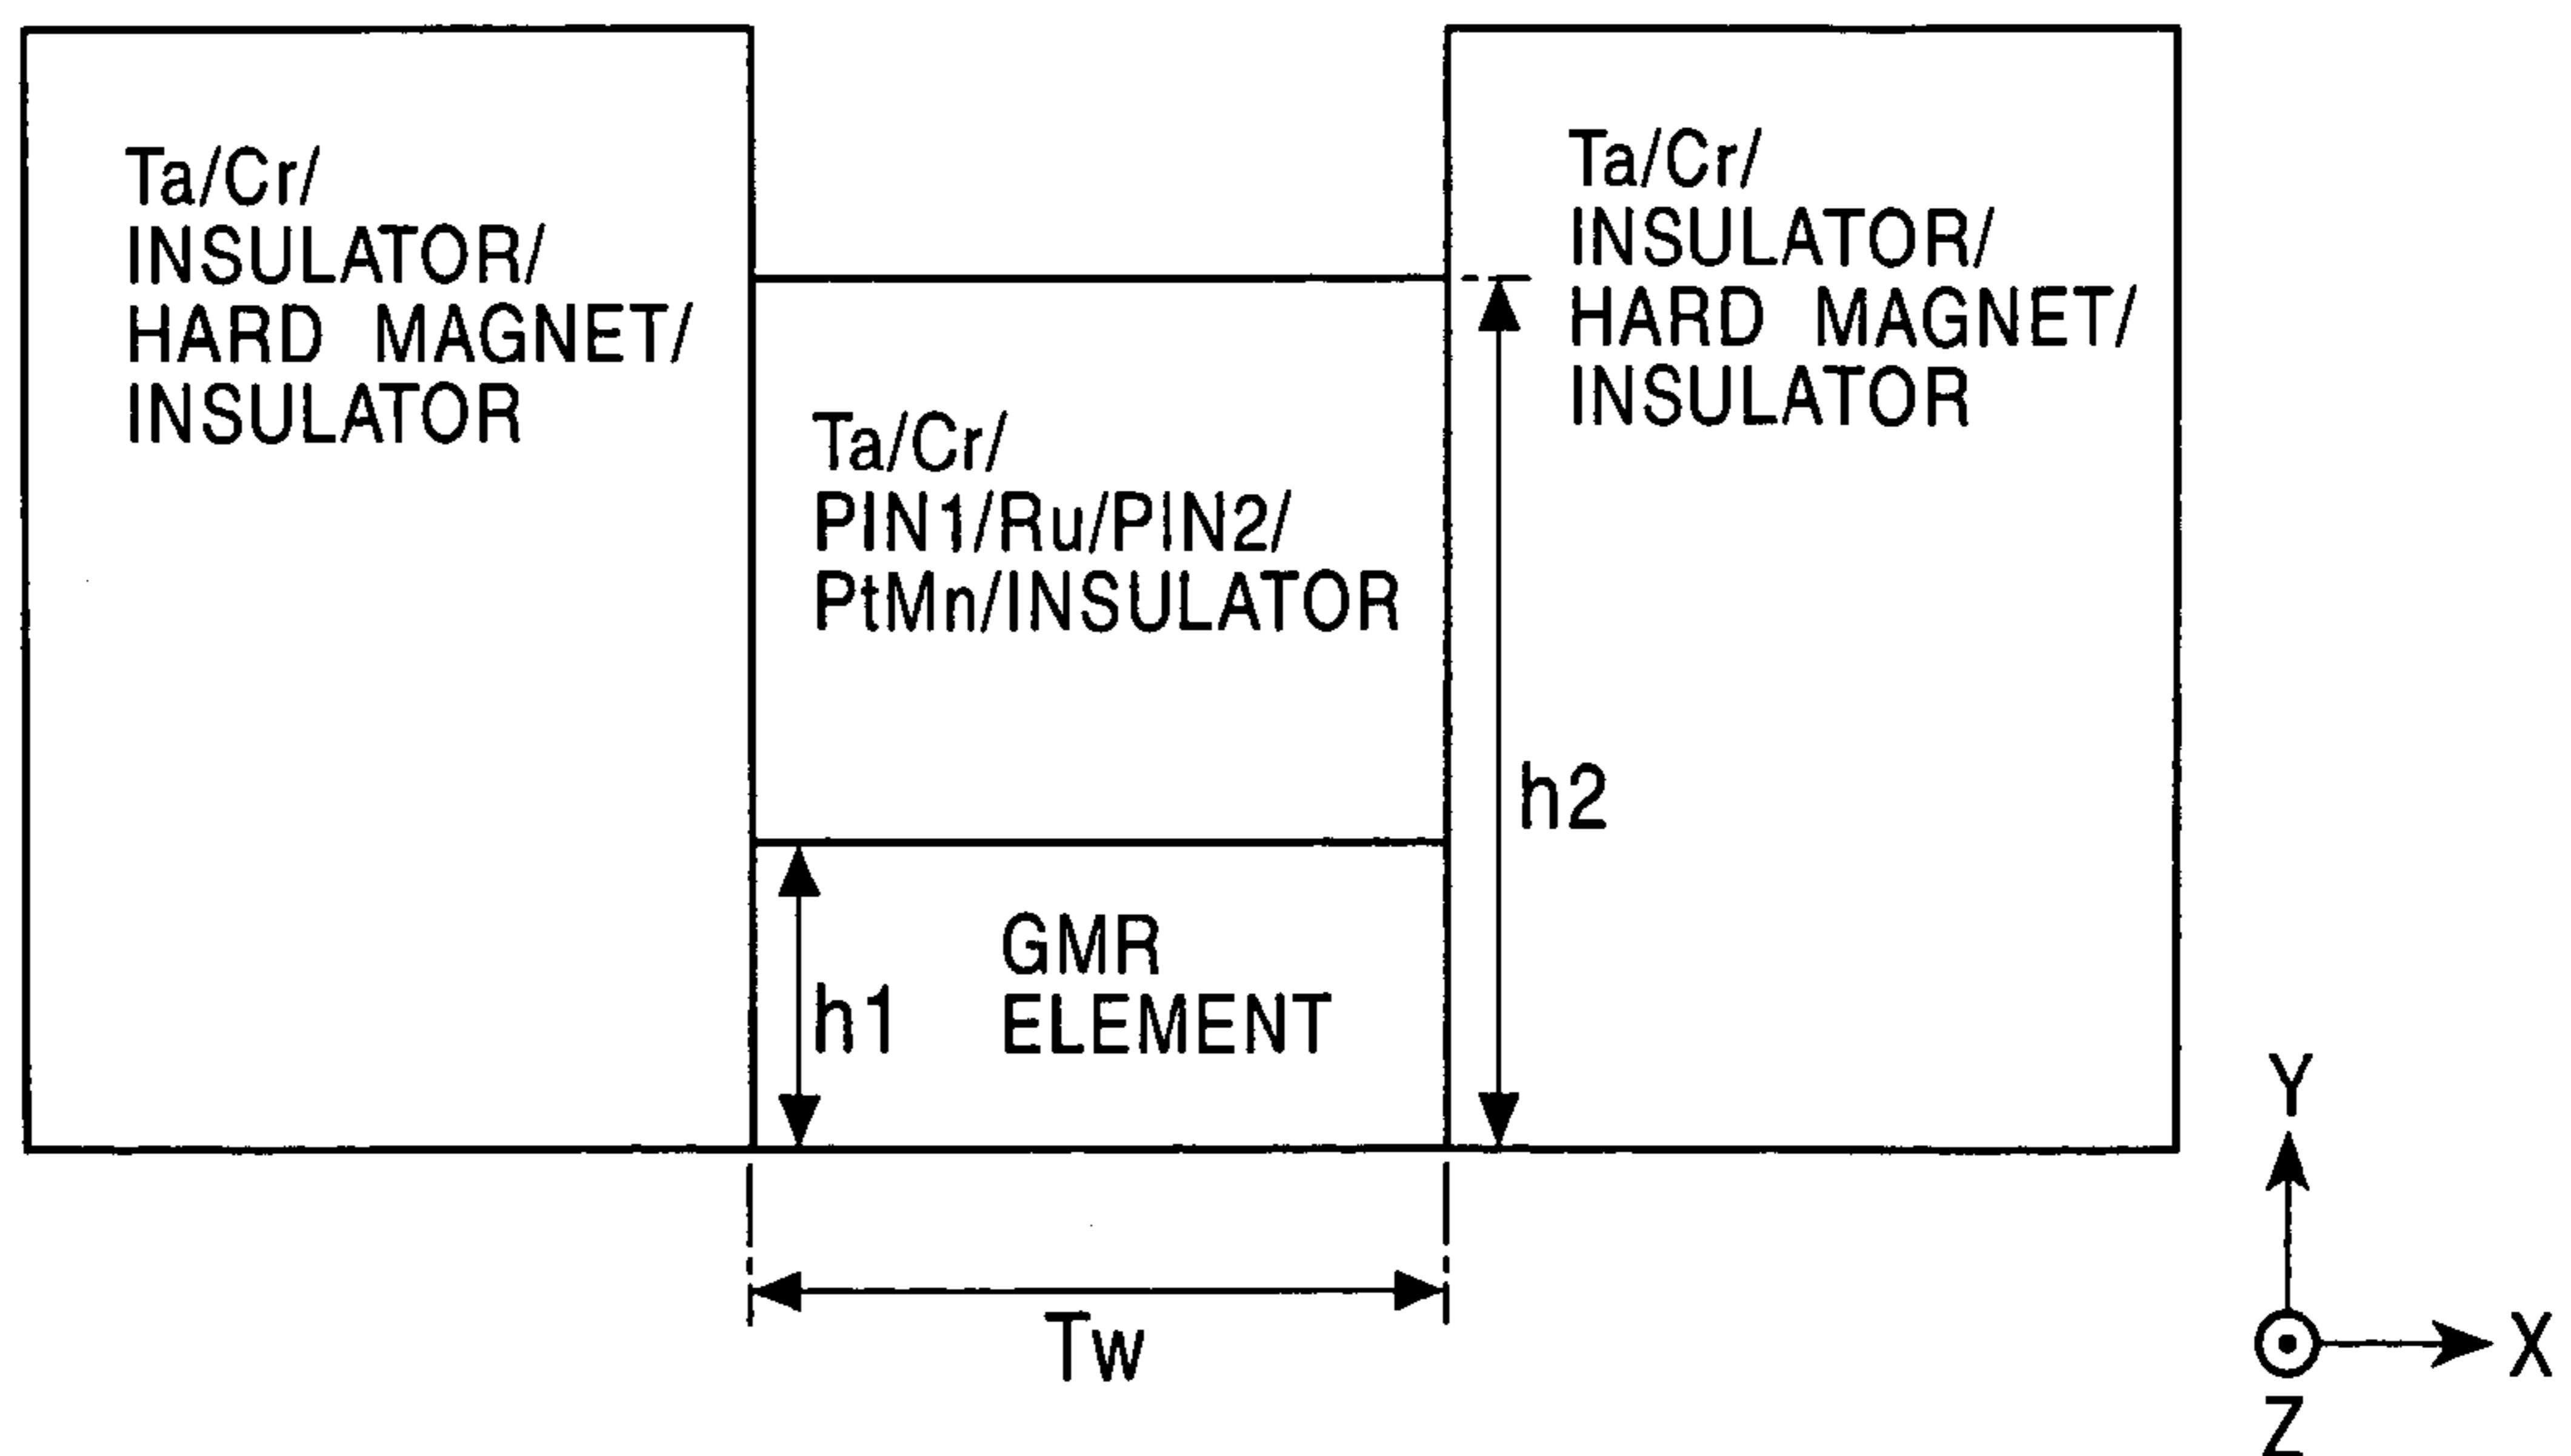 Ta/Cr/
INSULATOR/
HARD MAGNET/
INSULATOR
Ta/Cr/
PIN1/Ru/PIN2/
PtMn/INSULATOR
Ta/Cr/
INSULATOR/
HARD MAGNET/
INSULATOR
h2
h1
GMR
ELEMENT
Tw
Y
X
Z